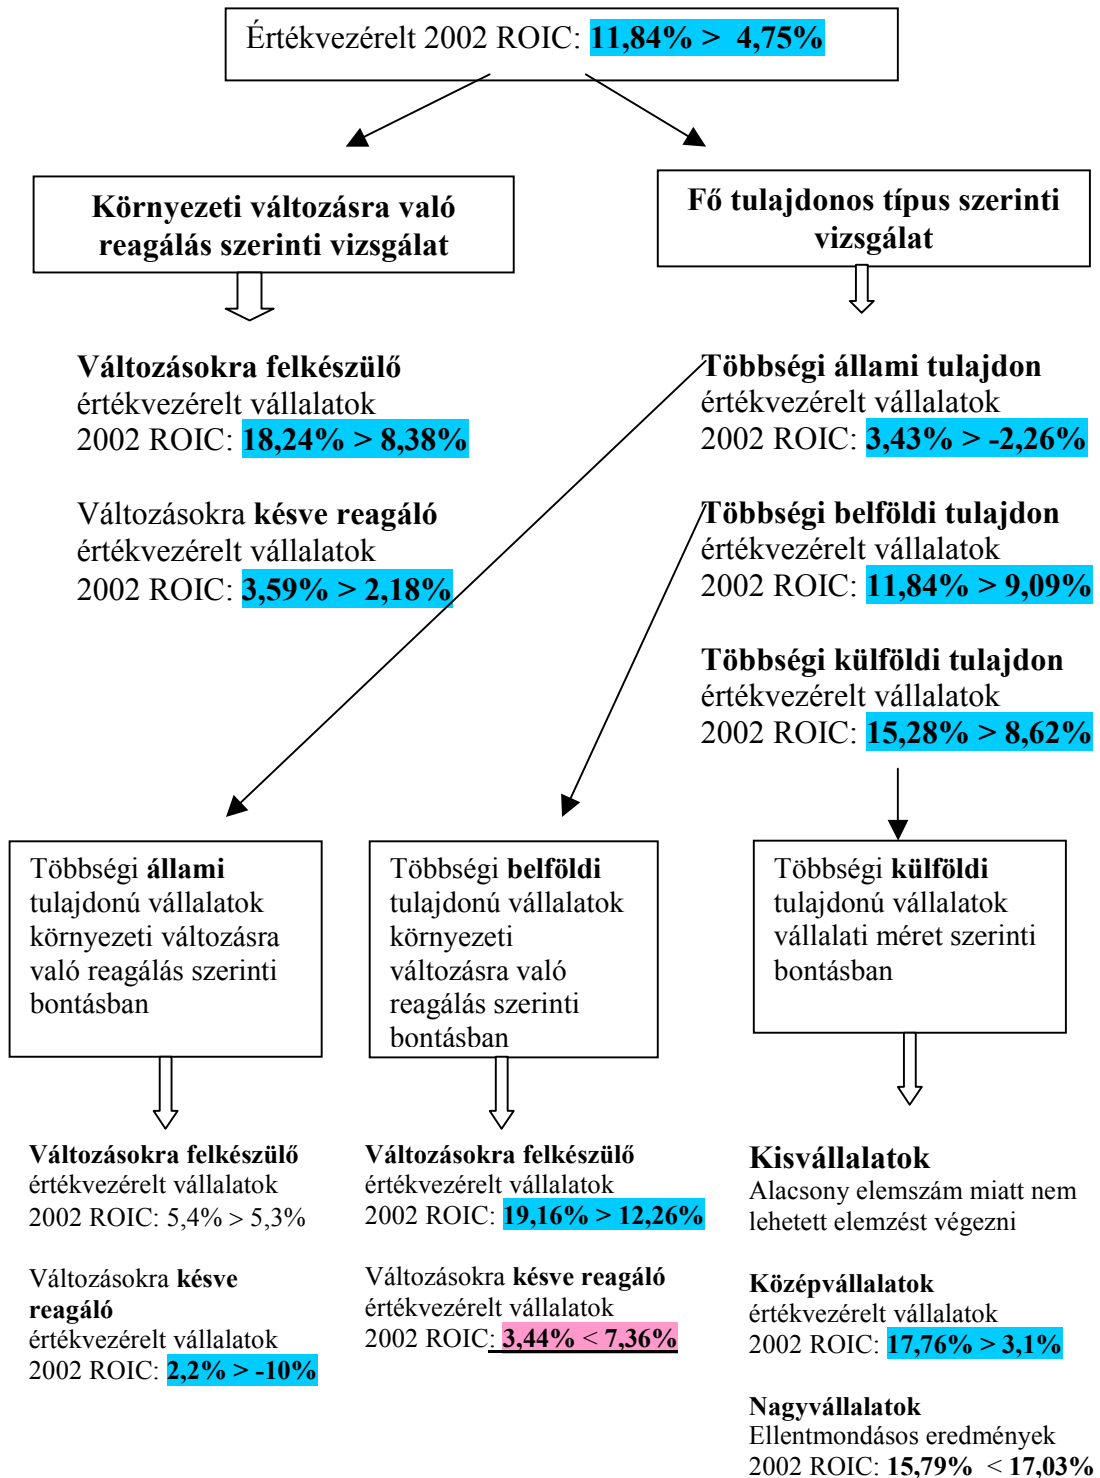 Értékvezérelt 2002 ROIC: 11,84% > 4,75%
Környezeti változásra való
reagálás szerinti vizsgálat
Fő tulajdonos típus szerinti
vizsgálat
Változásokra felkészülő
értékvezérelt vállalatok
2002 ROIC: 18,24% > 8,38%
Változásokra késve reagáló
értékvezérelt vállalatok
2002 ROIC: 3,59% > 2,18%
Többségi állami tulajdon
értékvezérelt vállalatok
2002 ROIC: 3,43% > -2,26%
Többségi belföldi tulajdon
értékvezérelt vállalatok
2002 ROIC: 11,84% > 9,09%
Többségi külföldi tulajdon
értékvezérelt vállalatok
2002 ROIC: 15,28% > 8,62%
Többségi állami
tulajdonú vállalatok
környezeti változásra
való reagálás szerinti
bontásban
Többségi belföldi
tulajdonú vállalatok
környezeti
változásra való
reagálás szerinti
bontásban
Többségi külföldi
tulajdonú vállalatok
vállalati méret szerinti
bontásban
Változásokra felkészülő
értékvezérelt vállalatok
2002 ROIC: 5,4% > 5,3%
Változásokra késve
reagáló
értékvezérelt vállalatok
2002 ROIC: 2,2% > -10%
Változásokra felkészülő
értékvezérelt vállalatok
2002 ROIC: 19,16% > 12,26%
Változásokra késve reagáló
értékvezérelt vállalatok
2002 ROIC: 3,44% < 7,36%
Kisvállalatok
Alacsony elemszám miatt nem
lehetett elemzést végezni
Középvállalatok
értékvezérelt vállalatok
2002 ROIC: 17,76% > 3,1%
Nagyvállalatok
Ellentmondásos eredmények
2002 ROIC: 15,79% < 17,03%